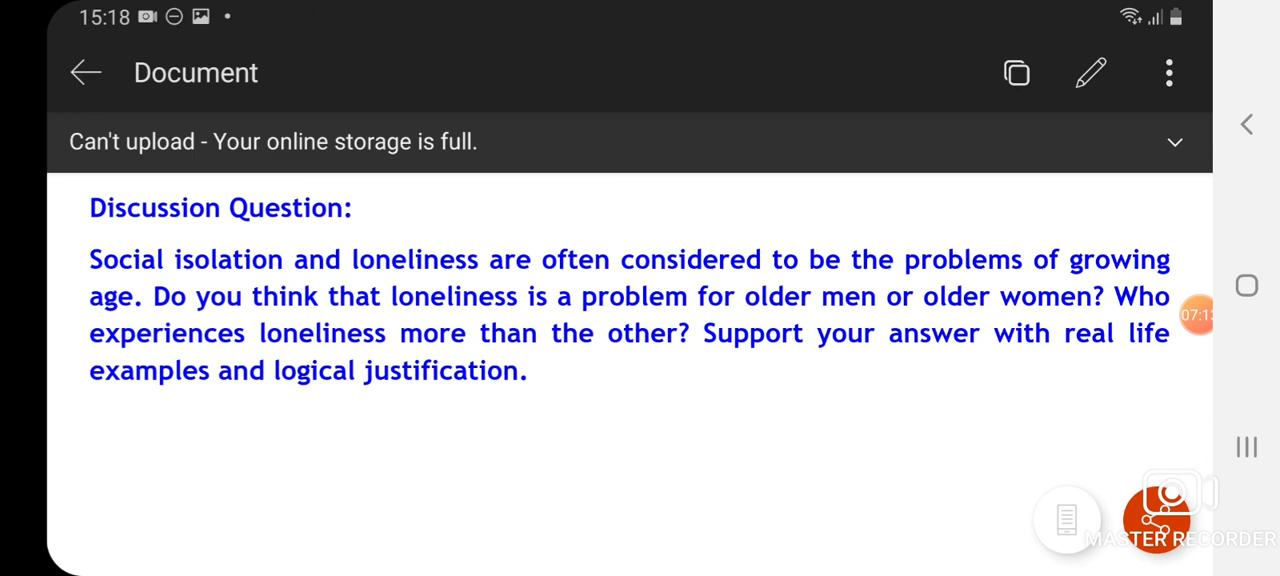 15:18
Document
Can't upload - Your online storage is full.
Discussion Question:
Social isolation and loneliness are often considered to be the problems of growing
age. Do you think that loneliness is a problem for older men or older women? Who
experiences loneliness more than the other? Support your answer with real life
examples and logical justification.
07:13
MASTER RECORDER